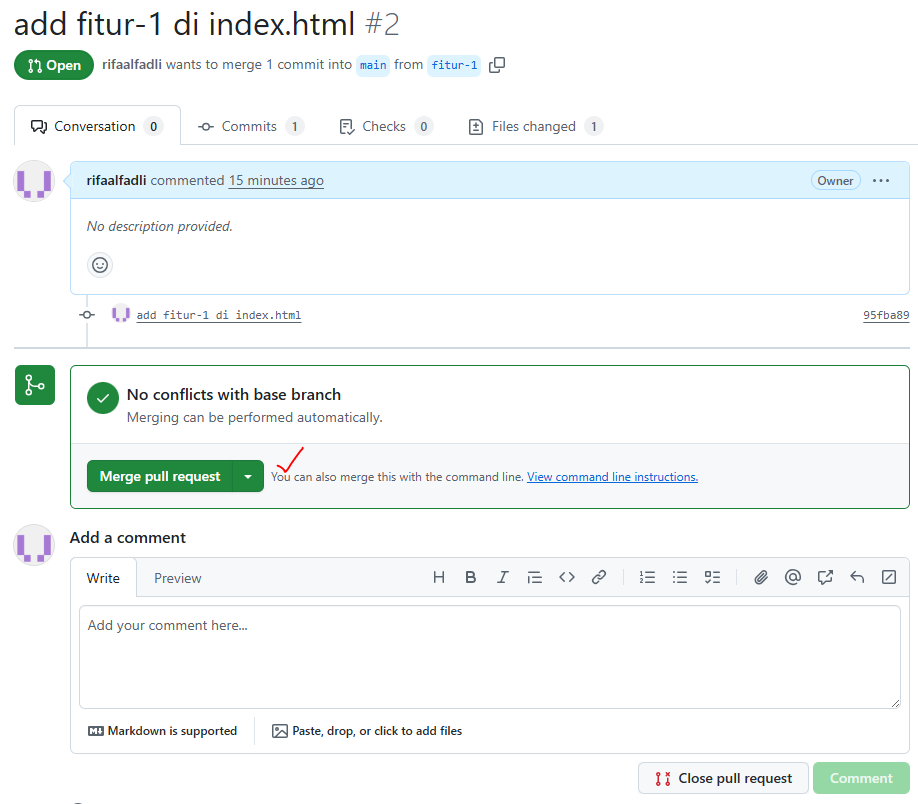 add fitur-1 di index.html #2
Open rifaalfadli wants to merge 1 commit into main from fitur-1
Conversation 0 Commits 1 Checks 0 Files changed 1
rifaalfadli commented 15 minutes ago Owner
No description provided.
add fitur-1 di index.html 95fba89
No conflicts with base branch
Merging can be performed automatically.
Merge pull request You can also merge this with the command line. View command line instructions.
Add a comment
Write Preview
Add your comment here...
Markdown is supported Paste, drop, or click to add files
Close pull request Comment